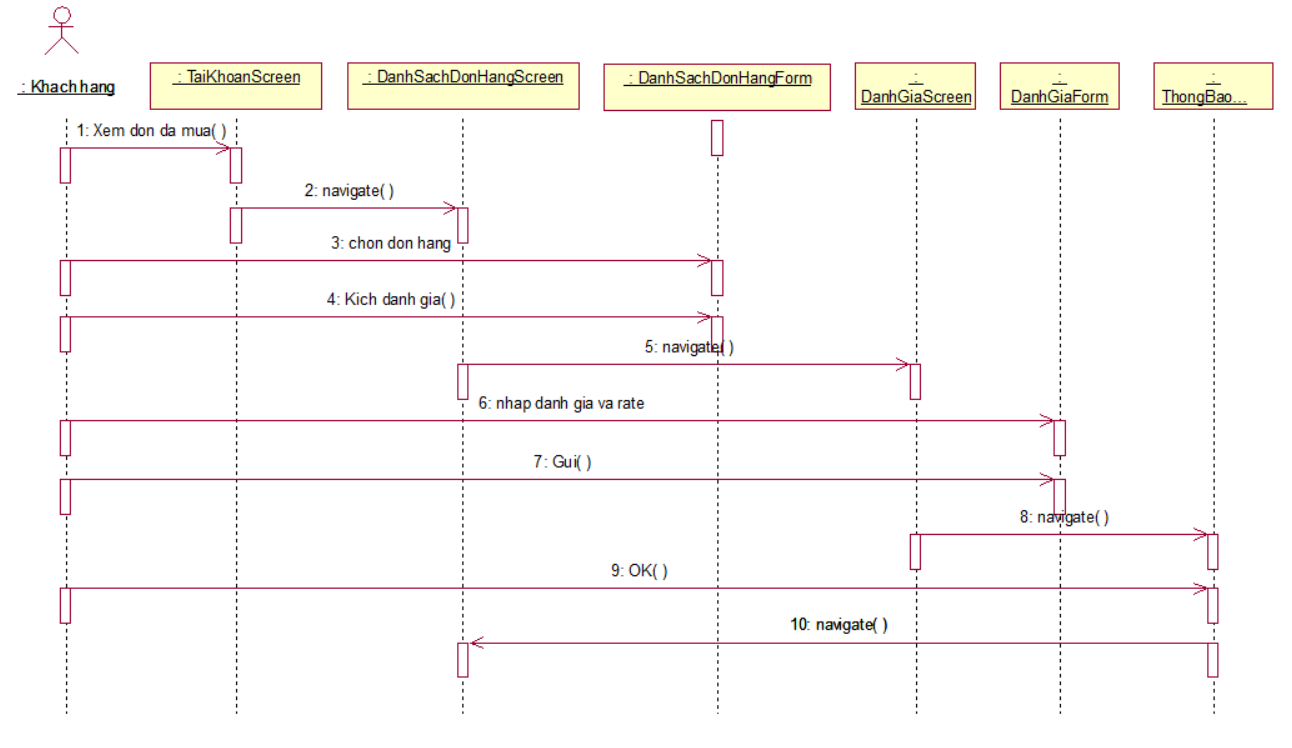 : Khach hang
: TaiKhoanScreen
: DanhSachDonHangScreen
: DanhSachDonHangForm
:
DanhGiaScreen
:
DanhGiaForm
:
ThongBao...
1: Xem don da mua( )
2: navigate( )
3: chon don hang
4: Kich danh gia( )
5: navigate( )
6: nhap danh gia va rate
7: Gui( )
8: navigate( )
9: OK( )
10: navigate( )